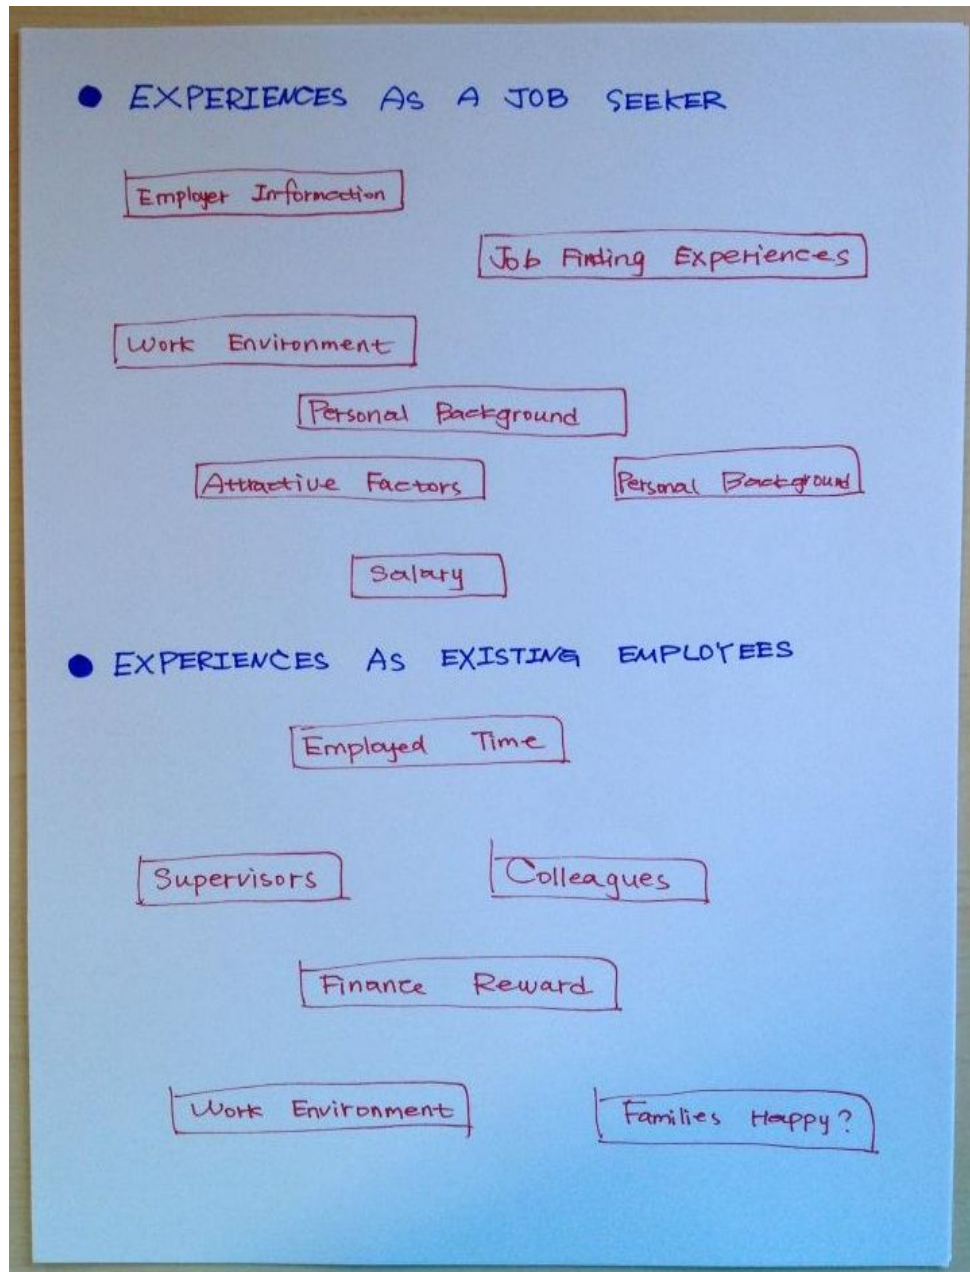 ● EXPERIENCES AS A JOB SEEKER
Employer Information
Job Finding Experiences
Work Environment
Personal Background
Attractive Factors
Personal Background
Salary
● EXPERIENCES AS EXISTING EMPLOYEES
Employed Time
Supervisors
Colleagues
Finance Reward
Work Environment
Families Happy?